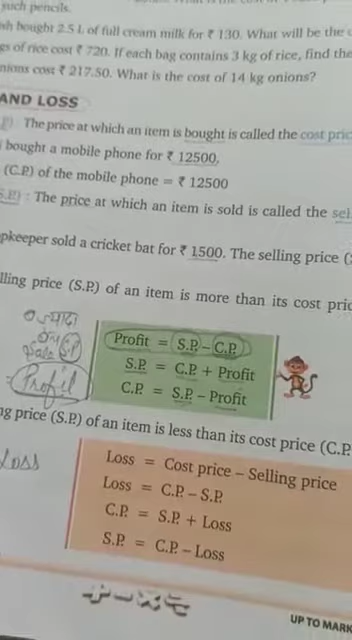 such pencils.
bought 2.5 L of full cream milk for ₹ 130. What will be the
gs of rice cost ₹ 720. If each bag contains 3 kg of rice, find the
nions cost ₹ 217.50. What is the cost of 14 kg onions?
AND LOSS
The price at which an item is bought is called the cost pric
bought a mobile phone for ₹ 12500,
(C.P.) of the mobile phone = ₹ 12500
S.P.) : The price at which an item is sold is called the sel
pkeeper sold a cricket bat for ₹ 1500. The selling price (
lling price (S.P.) of an item is more than its cost pric
Profit = S.P. – C.P.
S.P. = C.P. + Profit
C.P. = S.P. – Profit
S.P
Profit
ng price (S.P.) of an item is less than its cost price (C.P.
Loss
Loss = Cost price – Selling price
Loss = C.P. – S.P.
C.P. = S.P. + Loss
S.P. = C.P. – Loss
+ – × ÷
UP TO MARK